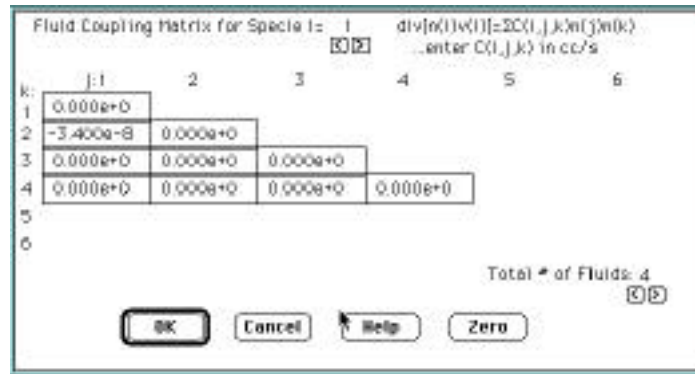 Fluid Coupling Matrix for Specie i= 1 div[n(i)v(i)]=ΣC(i,j,k)n(j)n(k)
...enter C(i,j,k) in cc/s
j:1 2 3 4 5 6
k:
1 0.000e+0
2 -3.400e-8 0.000e+0
3 0.000e+0 0.000e+0 0.000e+0
4 0.000e+0 0.000e+0 0.000e+0 0.000e+0
5
6
Total # of Fluids: 4
OK Cancel Help Zero